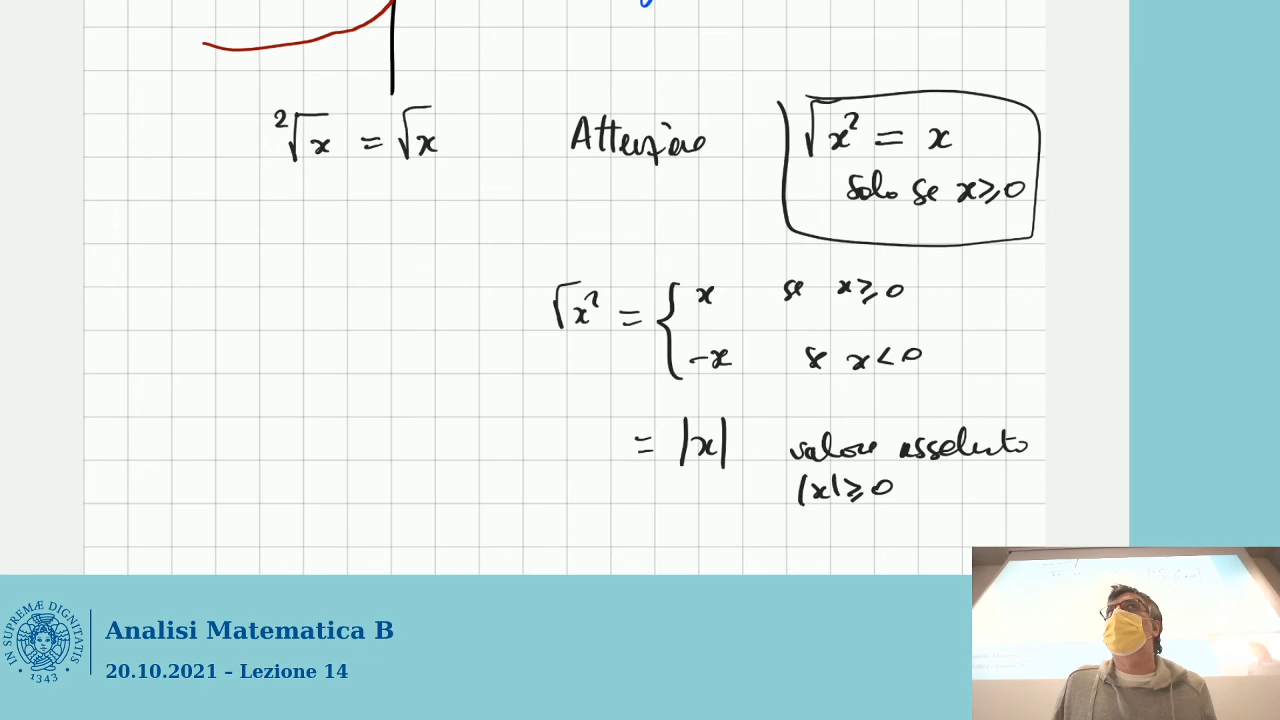 ²√x = √x
Attenzione
√x² = x
solo se x ≥ 0
√x² = { x se x ≥ 0
-x se x < 0
= |x| valore assoluto
|x| ≥ 0
IN SUPREMÆ DIGNITATIS
1343
Analisi Matematica B
20.10.2021 – Lezione 14